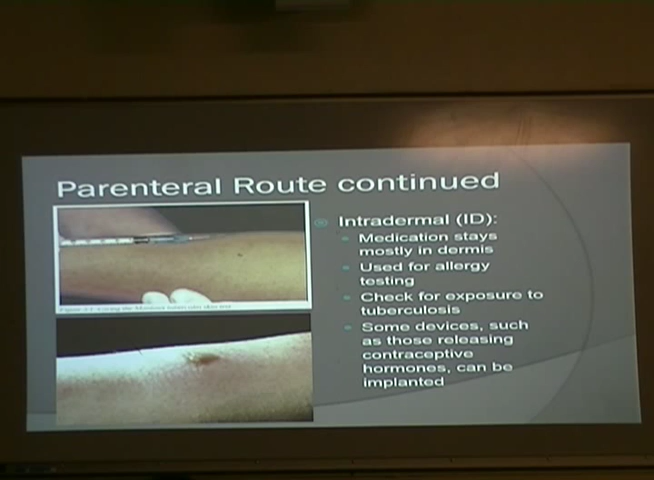 Parenteral Route continued
Intradermal (ID):
Medication stays
mostly in dermis
Used for allergy
testing
Check for exposure to
tuberculosis
Some devices, such
as those releasing
contraceptive
hormones, can be
implanted